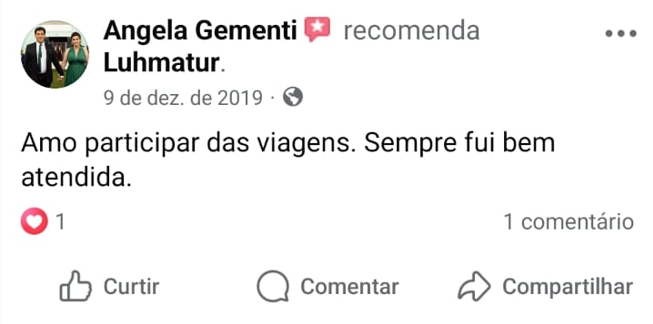 Angela Gementi recomenda
Luhmatur.
9 de dez. de 2019 ·
Amo participar das viagens. Sempre fui bem
atendida.
1 1 comentário
Curtir Comentar Compartilhar